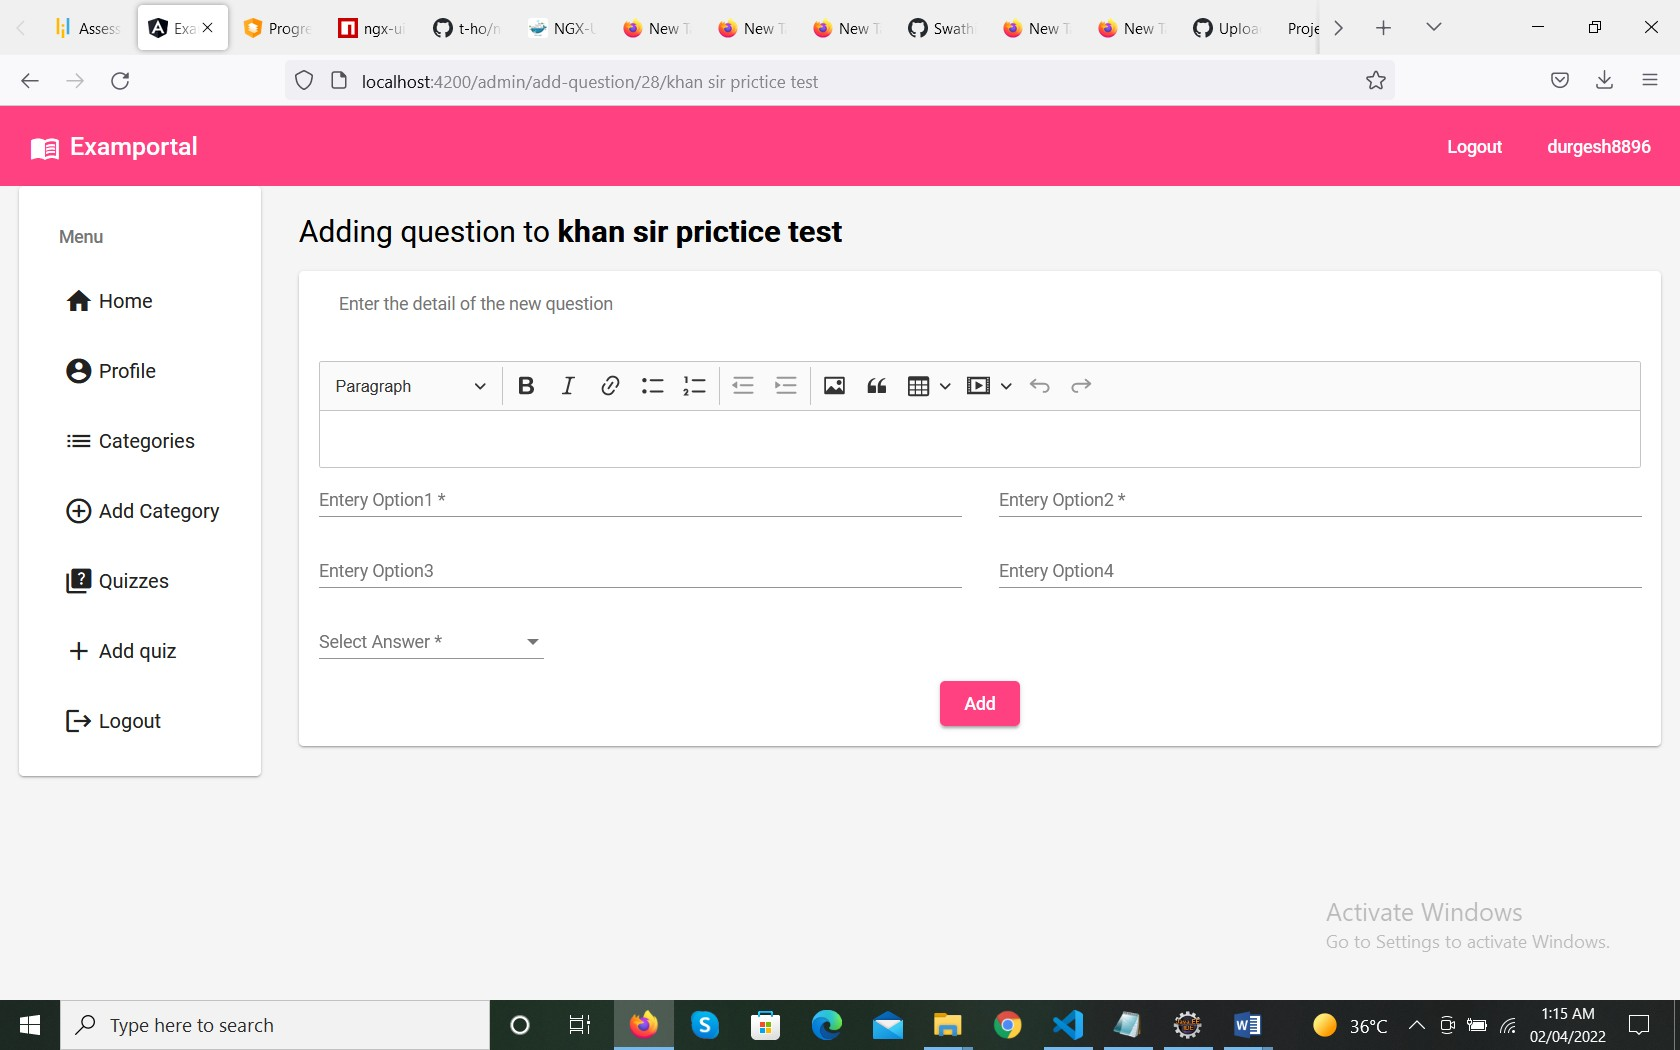 Assess
Exa
Progre
ngx-ui
t-ho/n
NGX-U
New T
New T
New T
Swath
New T
New T
Uploa
Proje
localhost:4200/admin/add-question/28/khan sir prictice test
Examportal
Logout
durgesh8896
Menu
Home
Profile
Categories
Add Category
Quizzes
Add quiz
Logout
Adding question to khan sir prictice test
Enter the detail of the new question
Paragraph
Entery Option1 *
Entery Option2 *
Entery Option3
Entery Option4
Select Answer *
Add
Activate Windows
Go to Settings to activate Windows.
Type here to search
36°C
1:15 AM
02/04/2022